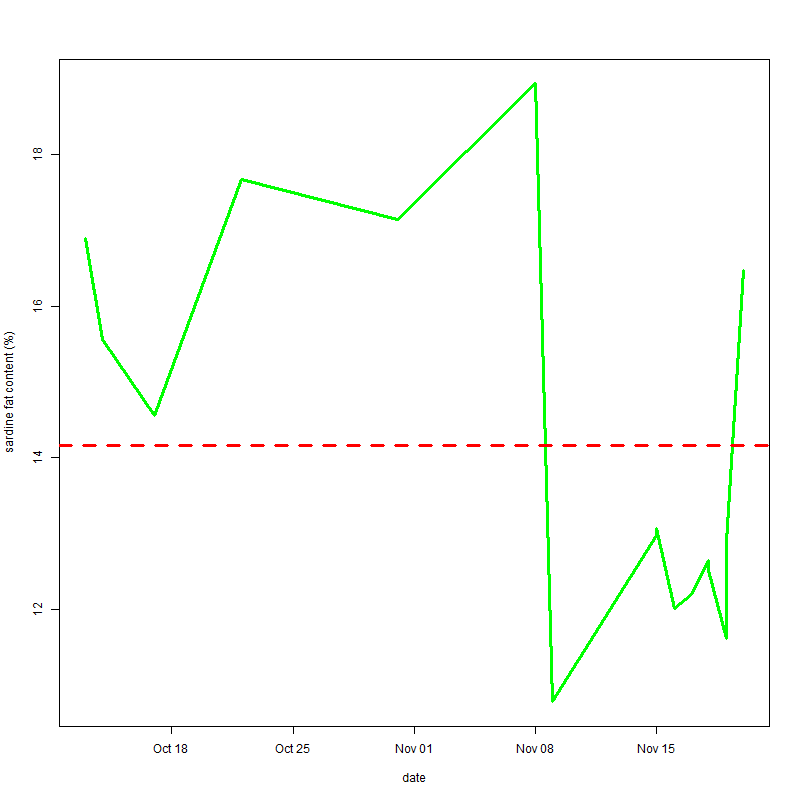 18
16
14
12
sardine fat content (%)
Oct 18
Oct 25
Nov 01
Nov 08
Nov 15
date